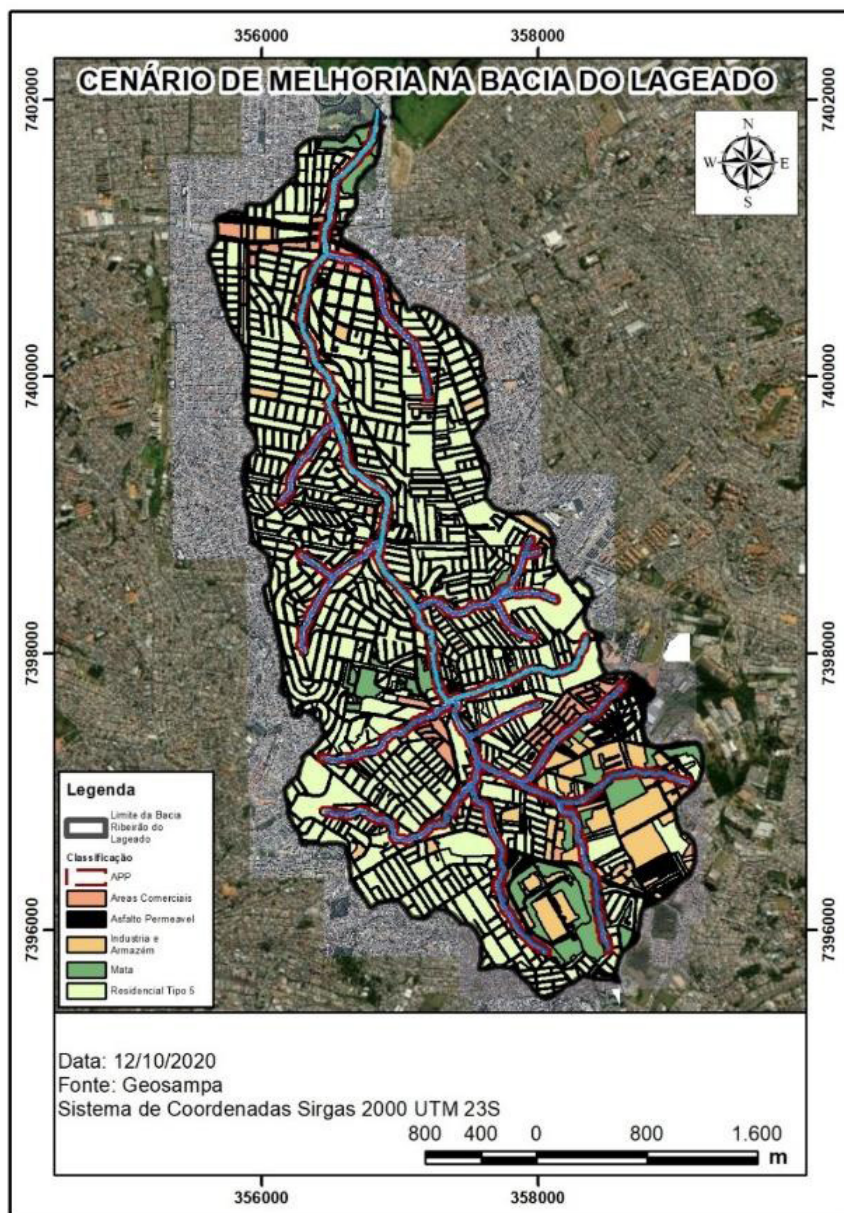 356000
358000
CENÁRIO DE MELHORIA NA BACIA DO LAGEADO
7402000
7402000
N
W
E
S
7400000
7400000
7398000
7398000
7396000
7396000
Legenda
Limite da Bacia
Ribeirão do
Lageado
Classificação
APP
Areas Comerciais
Asfalto Permeavel
Industria e
Armazém
Mata
Residencial Tipo 5
Data: 12/10/2020
Fonte: Geosampa
Sistema de Coordenadas Sirgas 2000 UTM 23S
800 400 0 800 1.600
m
356000
358000